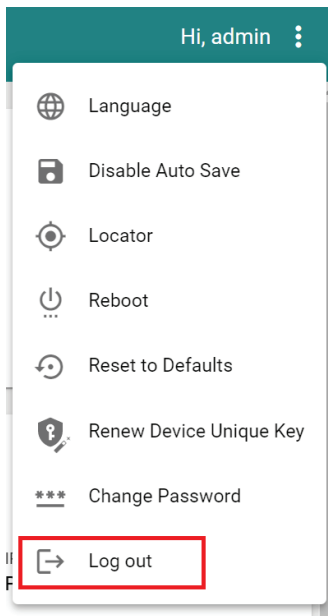 Hi, admin
Language
Disable Auto Save
Locator
Reboot
Reset to Defaults
Renew Device Unique Key
Change Password
Log out